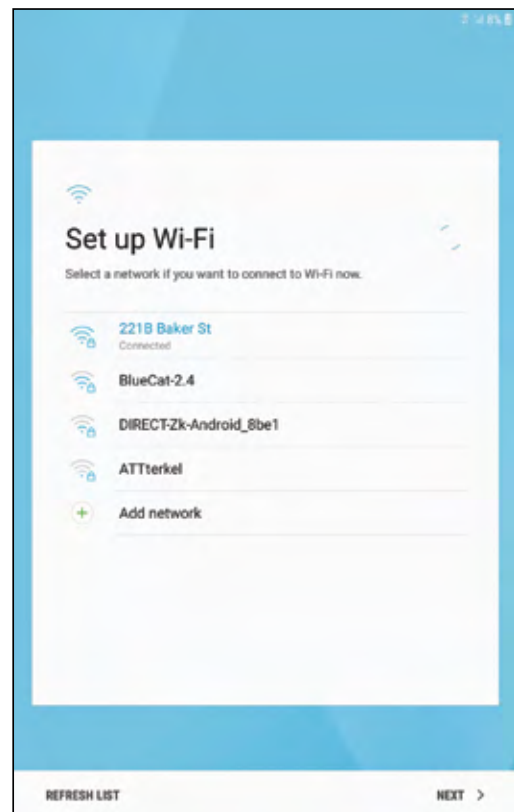 Set up Wi-Fi
Select a network if you want to connect to Wi-Fi now.
221B Baker St
Connected
BlueCat-2.4
DIRECT-Zk-Android_8be1
ATTterkel
Add network
REFRESH LIST
NEXT >